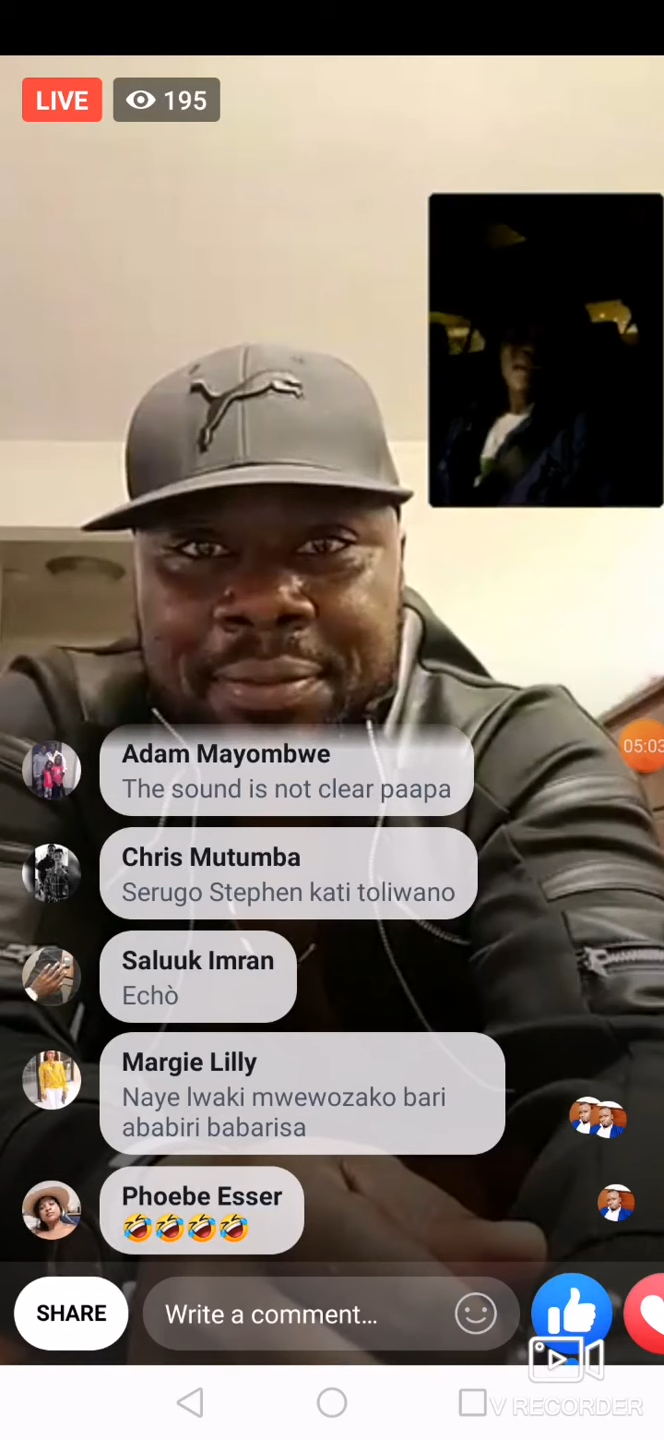 LIVE
195
05:03
Adam Mayombwe
The sound is not clear paapa
Chris Mutumba
Serugo Stephen kati toliwano
Saluuk Imran
Echò
Margie Lilly
Naye lwaki mwewozako bari
ababiri babarisa
Phoebe Esser
🤣🤣🤣🤣
SHARE
Write a comment...
V RECORDER